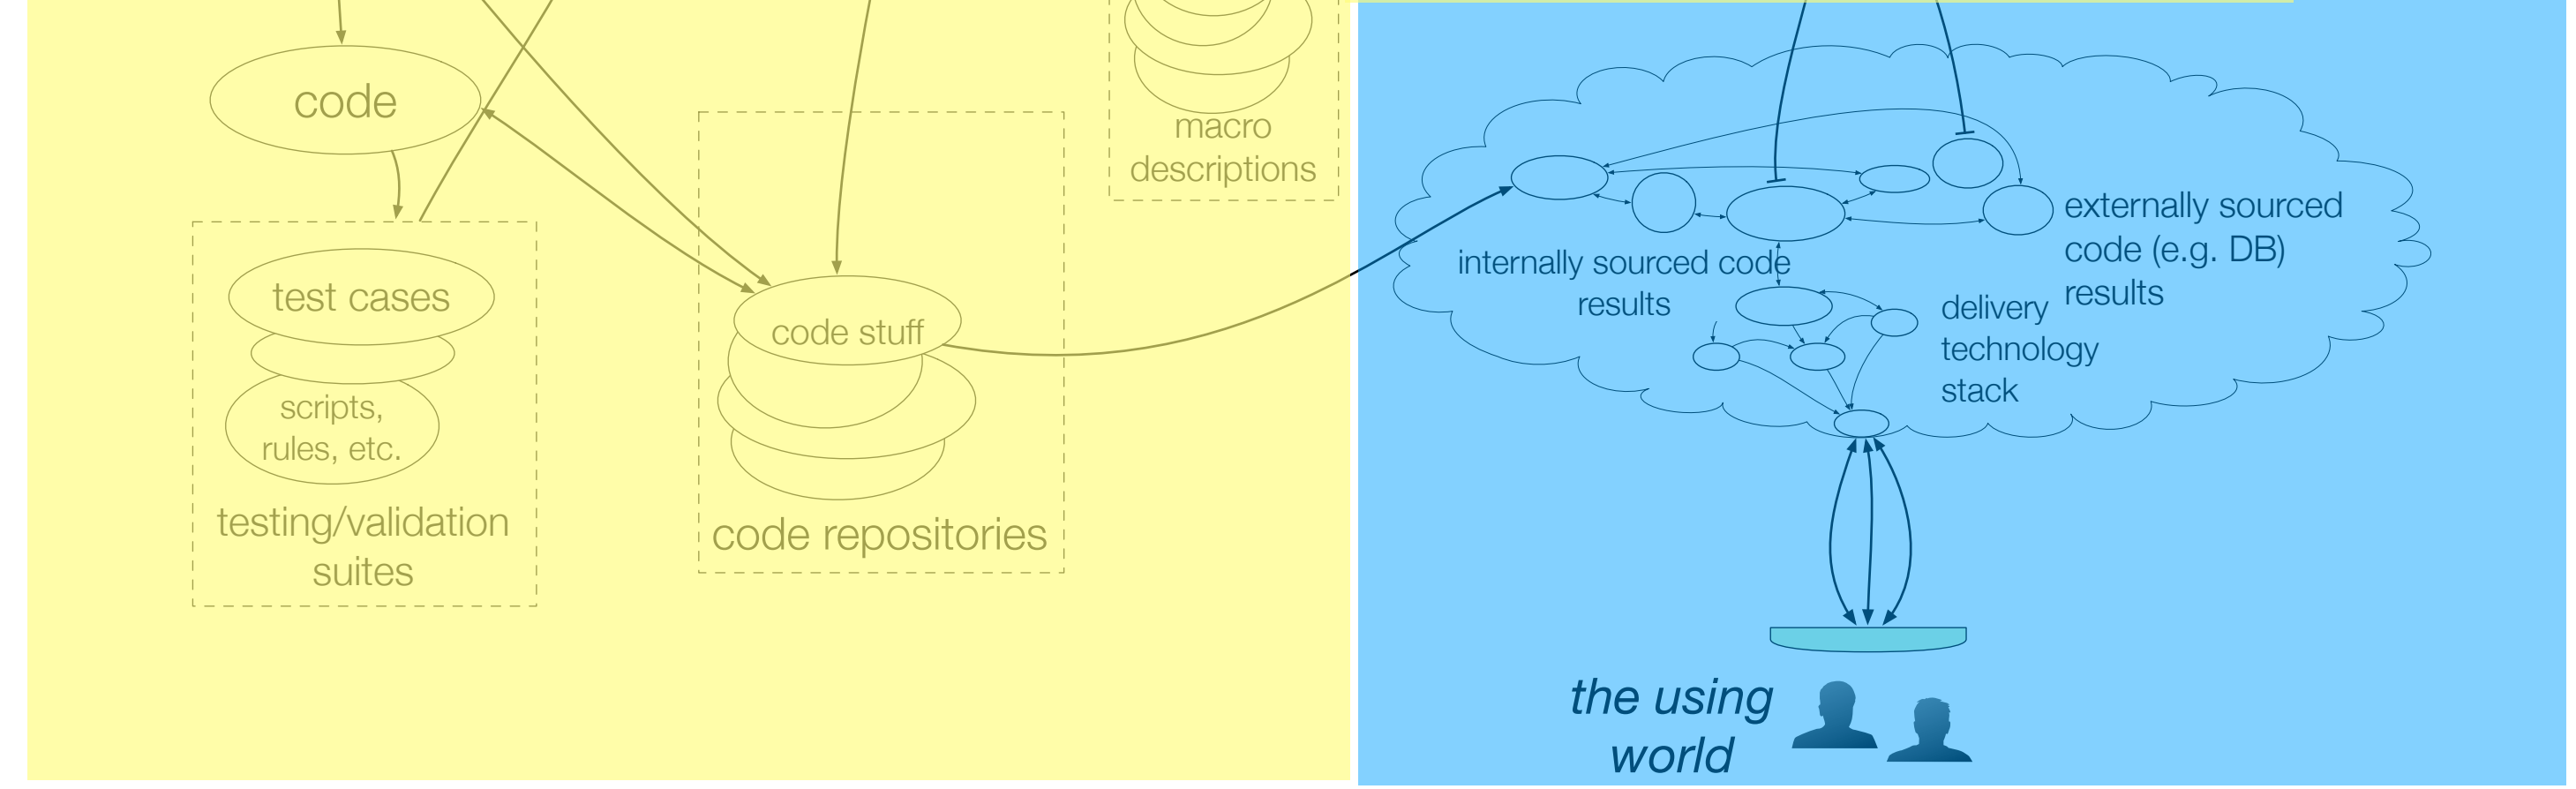 code
macro
descriptions
test cases
scripts,
rules, etc.
testing/validation
suites
code stuff
code repositories
internally sourced code
results
externally sourced
code (e.g. DB)
results
delivery
technology
stack
the using
world